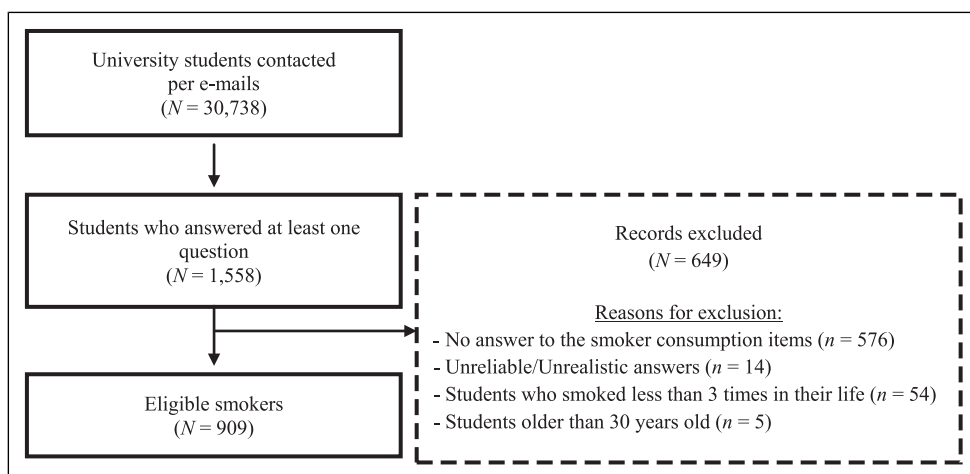 University students contacted
per e-mails
(N = 30,738)
Students who answered at least one
question
(N = 1,558)
Records excluded
(N = 649)
Reasons for exclusion:
- No answer to the smoker consumption items (n = 576)
- Unreliable/Unrealistic answers (n = 14)
- Students who smoked less than 3 times in their life (n = 54)
- Students older than 30 years old (n = 5)
Eligible smokers
(N = 909)